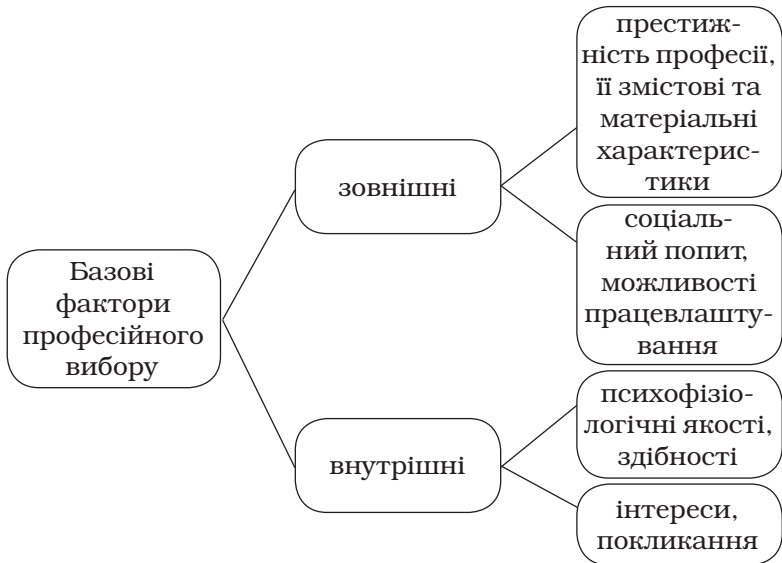 Базові
фактори
професійного
вибору
зовнішні
престиж-
ність професії,
її змістові та
матеріальні
характерис-
тики
соціаль-
ний попит,
можливості
працевлашту-
вання
внутрішні
психофізіо-
логічні якості,
здібності
інтереси,
покликання